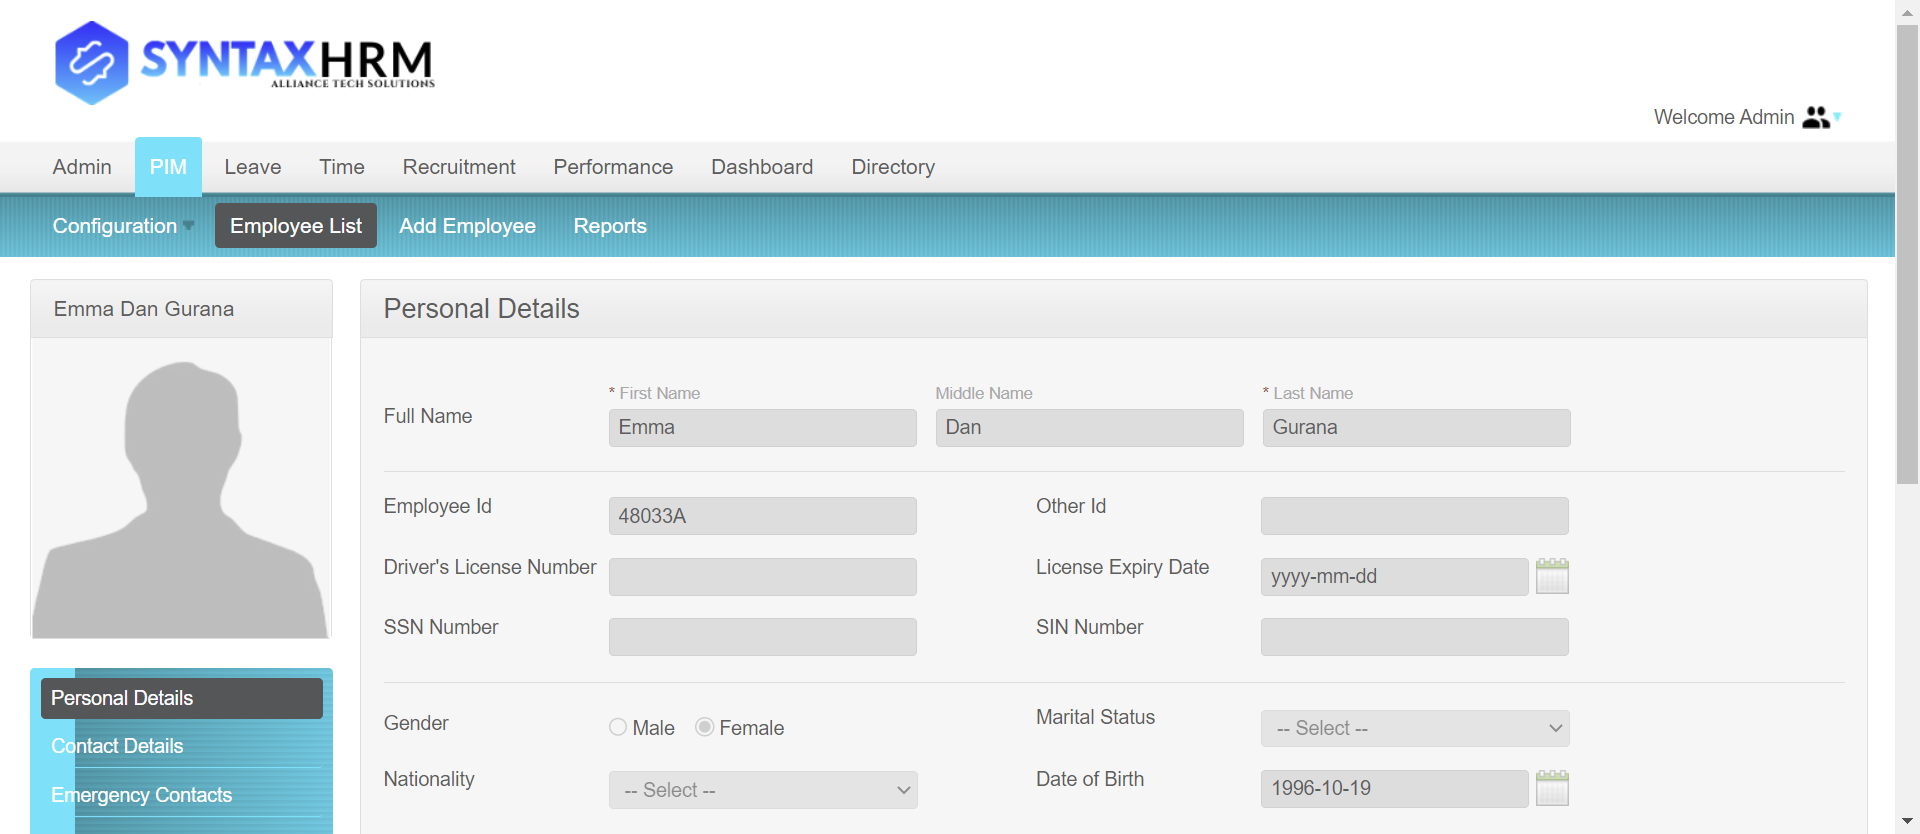 SYNTAXHRM
ALLIANCE TECH SOLUTIONS
Welcome Admin
Admin PIM Leave Time Recruitment Performance Dashboard Directory
Configuration Employee List Add Employee Reports
Emma Dan Gurana
Personal Details
* First Name Middle Name * Last Name
Full Name
Emma Dan Gurana
Employee Id 48033A Other Id
Driver's License Number License Expiry Date yyyy-mm-dd
SSN Number SIN Number
Gender Male Female Marital Status -- Select --
Nationality -- Select -- Date of Birth 1996-10-19
Personal Details
Contact Details
Emergency Contacts